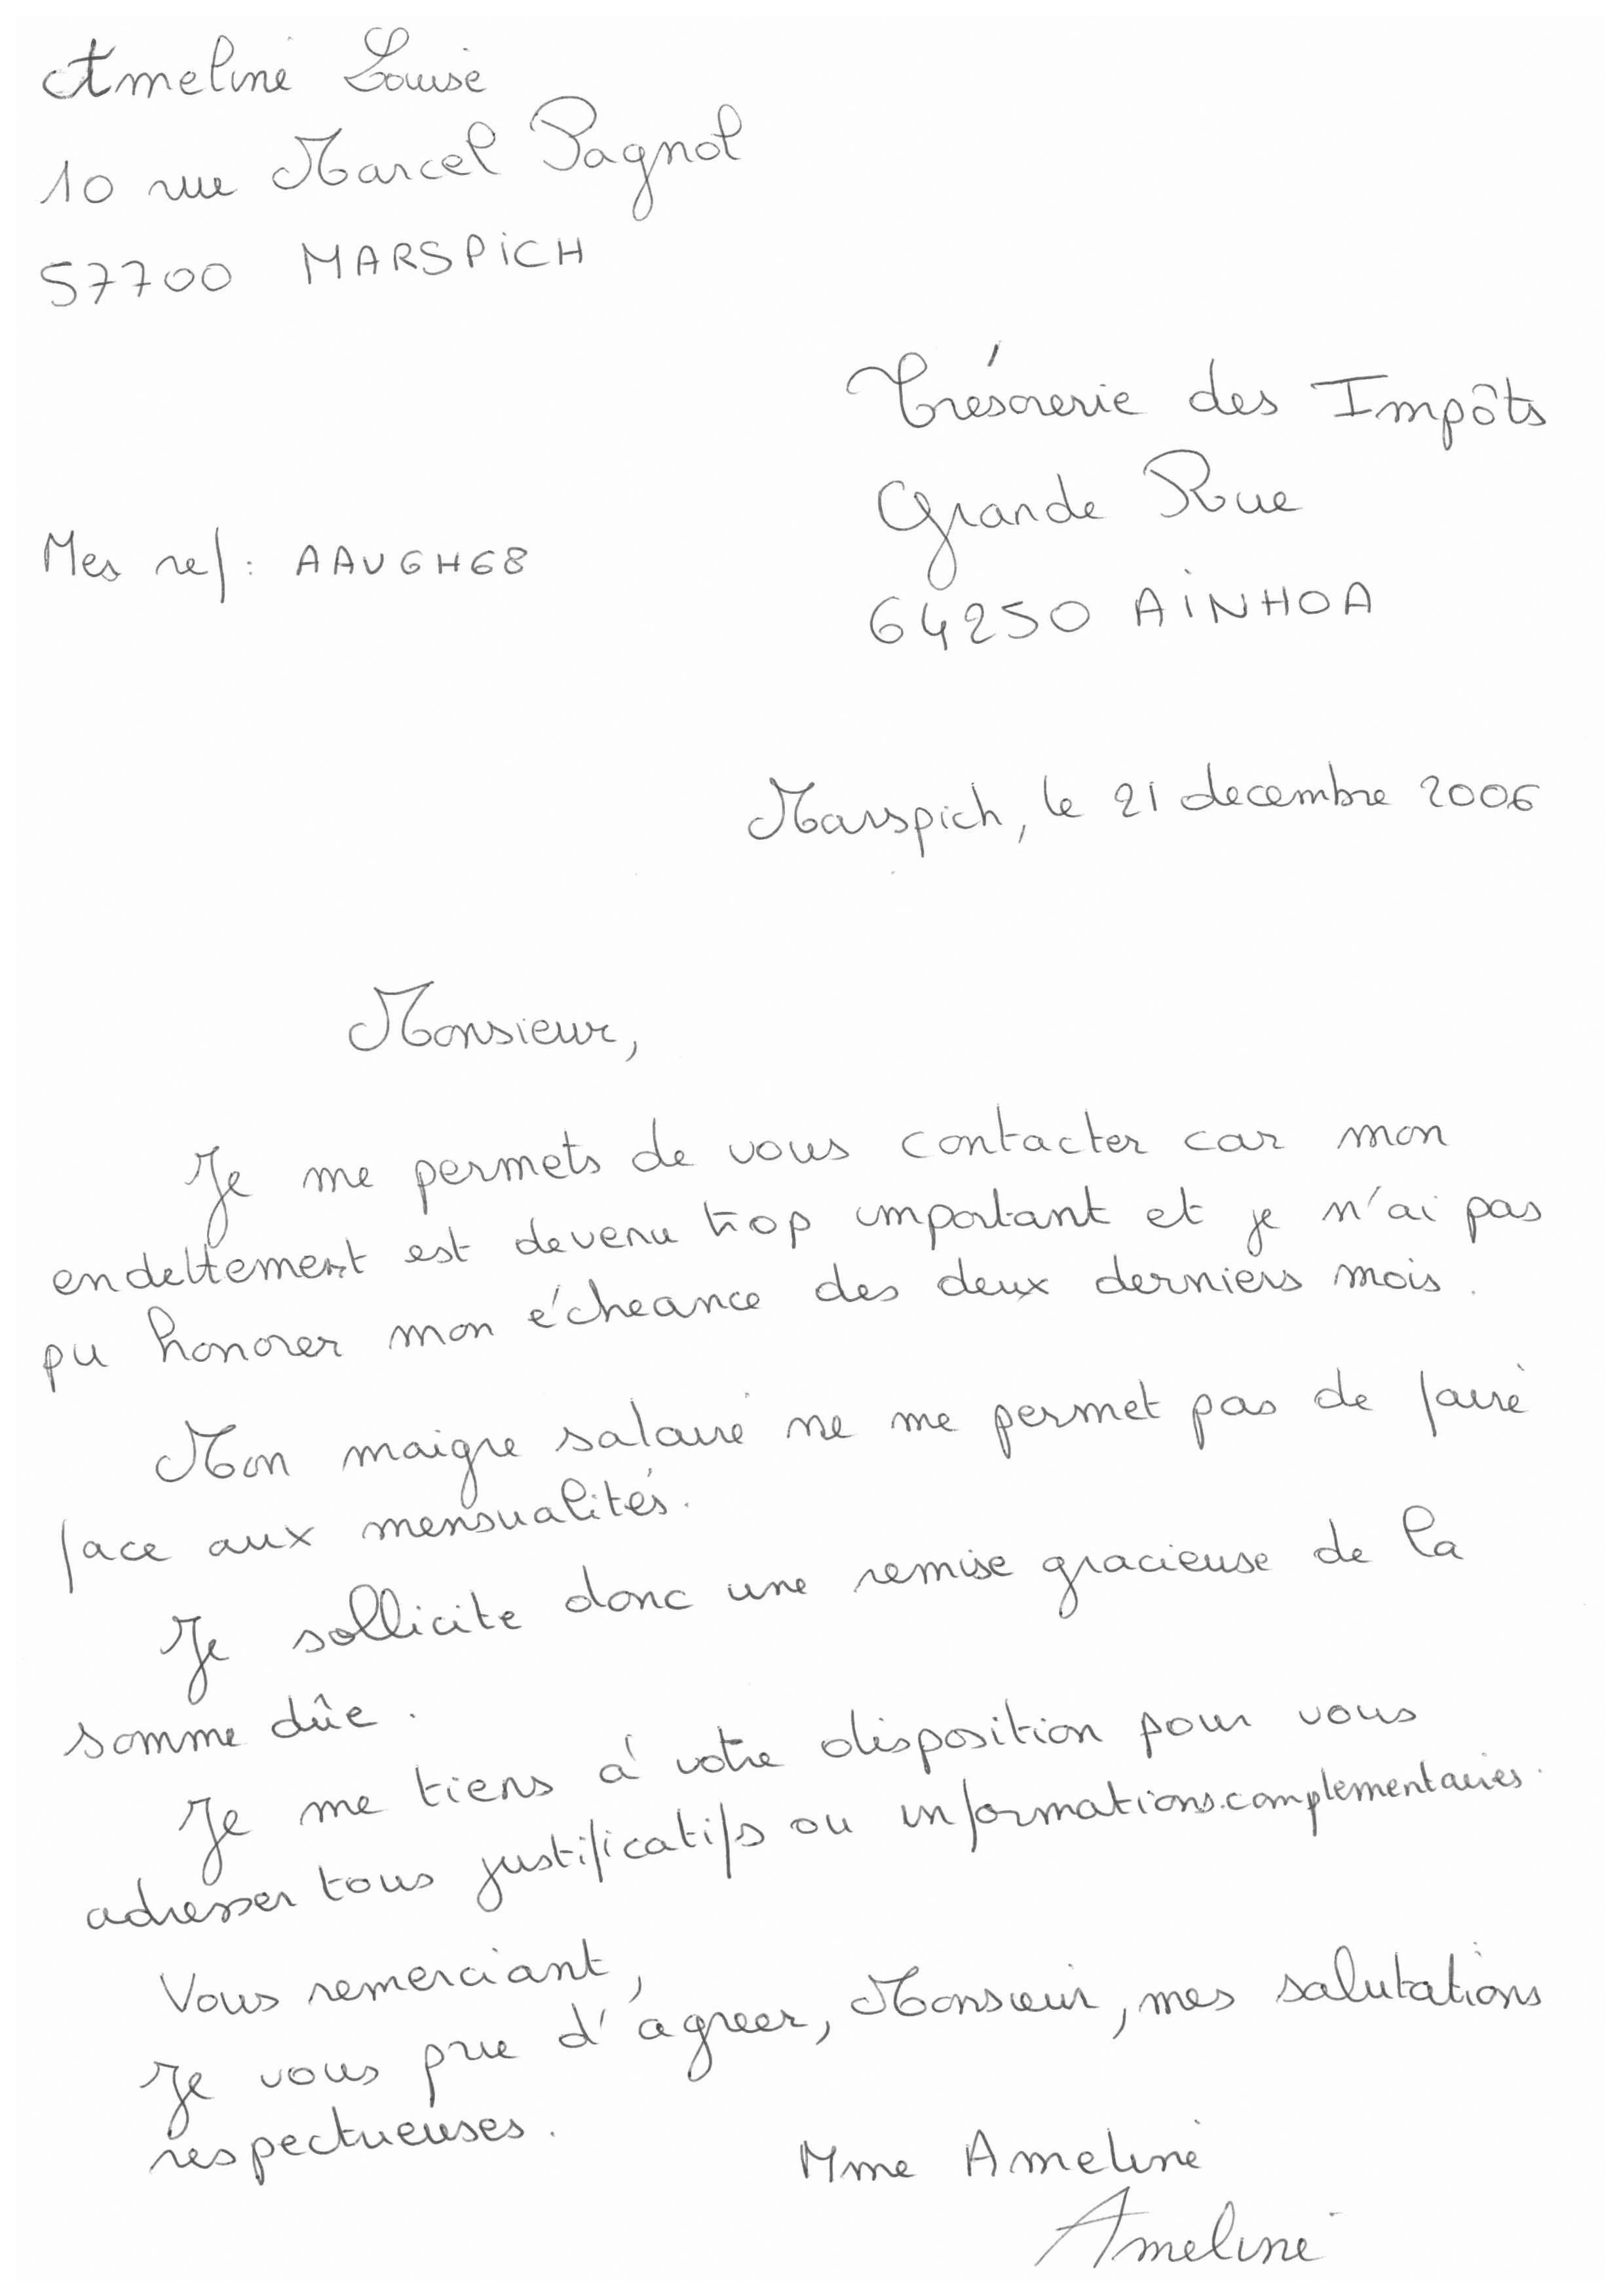 Ameline Louise
10 rue Marcel Pagnol
57700 MARSPiCH
Trésorerie des Impôts
Grande Rue
Mes ref : AAVGH68
64250 AiNHOA
Marspich, le 21 decembre 2006
Monsieur,
Je me permets de vous contacter car mon
endettement est devenu trop important et je n'ai pas
pu honorer mon écheance des deux derniers mois.
Mon maigre salaire ne me permet pas de faire
face aux mensualités.
Je sollicite donc une remise gracieuse de la
somme dûe.
Je me tiens à votre disposition pour vous
adresser tous justificatifs ou informations complementaires.
Vous remerciant,
Je vous prie d'agreer, Monsieur, mes salutations
respectueuses.
Mme Ameline
Ameline